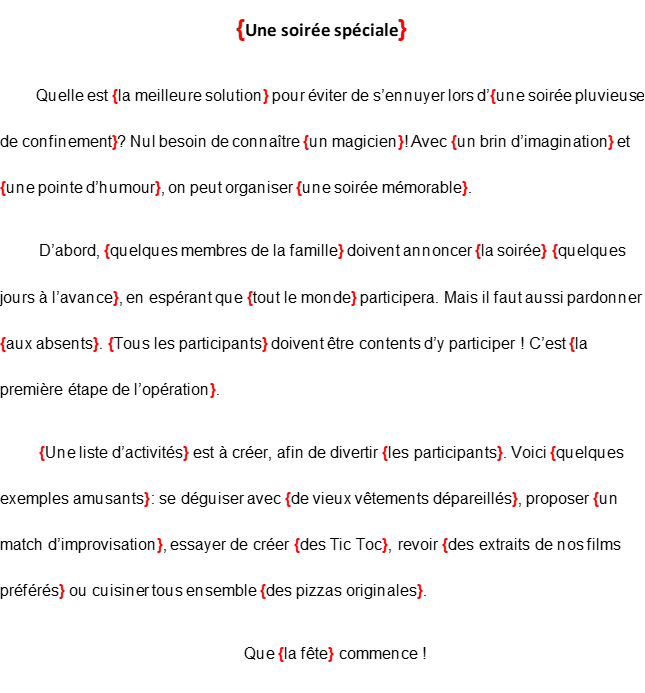 {Une soirée spéciale}
Quelle est {la meilleure solution} pour éviter de s’ennuyer lors d’{une soirée pluvieuse
de confinement}? Nul besoin de connaître {un magicien}! Avec {un brin d’imagination} et
{une pointe d’humour}, on peut organiser {une soirée mémorable}.
D’abord, {quelques membres de la famille} doivent annoncer {la soirée} {quelques
jours à l’avance}, en espérant que {tout le monde} participera. Mais il faut aussi pardonner
{aux absents}. {Tous les participants} doivent être contents d’y participer ! C’est {la
première étape de l’opération}.
{Une liste d’activités} est à créer, afin de divertir {les participants}. Voici {quelques
exemples amusants}: se déguiser avec {de vieux vêtements dépareillés}, proposer {un
match d’improvisation}, essayer de créer {des Tic Toc}, revoir {des extraits de nos films
préférés} ou cuisiner tous ensemble {des pizzas originales}.
Que {la fête} commence !